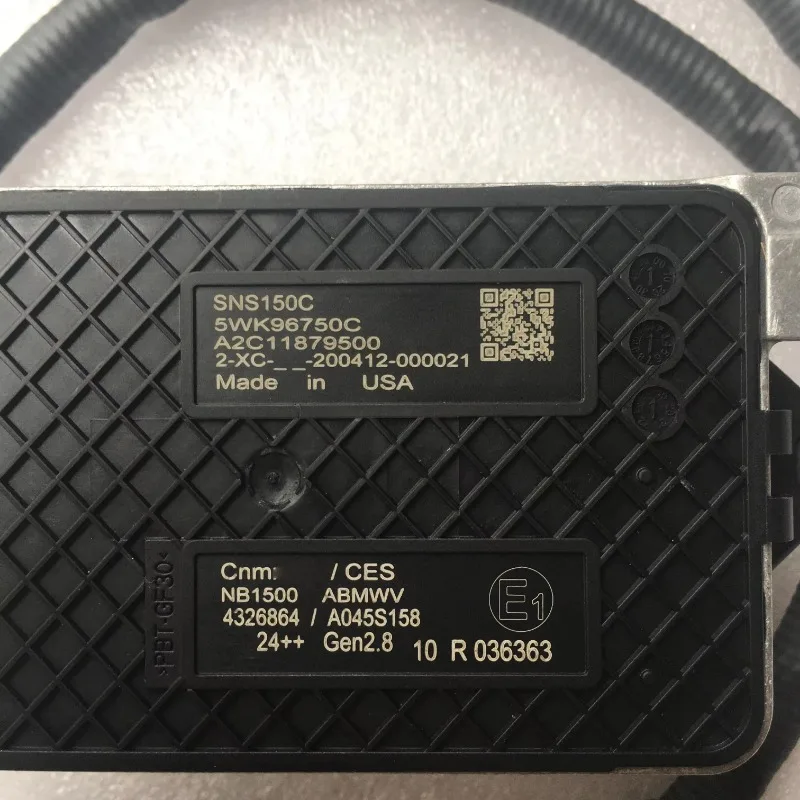 SNS150C
5WK96750C
A2C11879500
2-XC-_ _-200412-000021
Made in USA
Cnm: / CES
NB1500 ABMWV
4326864 / A045S158
24++ Gen2.8 10 R 036363
E1
>PBT-GF30<